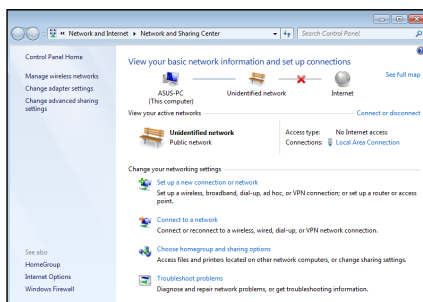 « Network and Internet ▸ Network and Sharing Center
Search Control Panel
Control Panel Home
Manage wireless networks
Change adapter settings
Change advanced sharing
settings
See also
HomeGroup
Internet Options
Windows Firewall
View your basic network information and set up connections
See full map
ASUS-PC
(This computer)
Unidentified network
Internet
View your active networks
Connect or disconnect
Unidentified network
Public network
Access type: No Internet access
Connections: Local Area Connection
Change your networking settings
Set up a new connection or network
Set up a wireless, broadband, dial-up, ad hoc, or VPN connection; or set up a router or access
point.
Connect to a network
Connect or reconnect to a wireless, wired, dial-up, or VPN network connection.
Choose homegroup and sharing options
Access files and printers located on other network computers, or change sharing settings.
Troubleshoot problems
Diagnose and repair network problems, or get troubleshooting information.